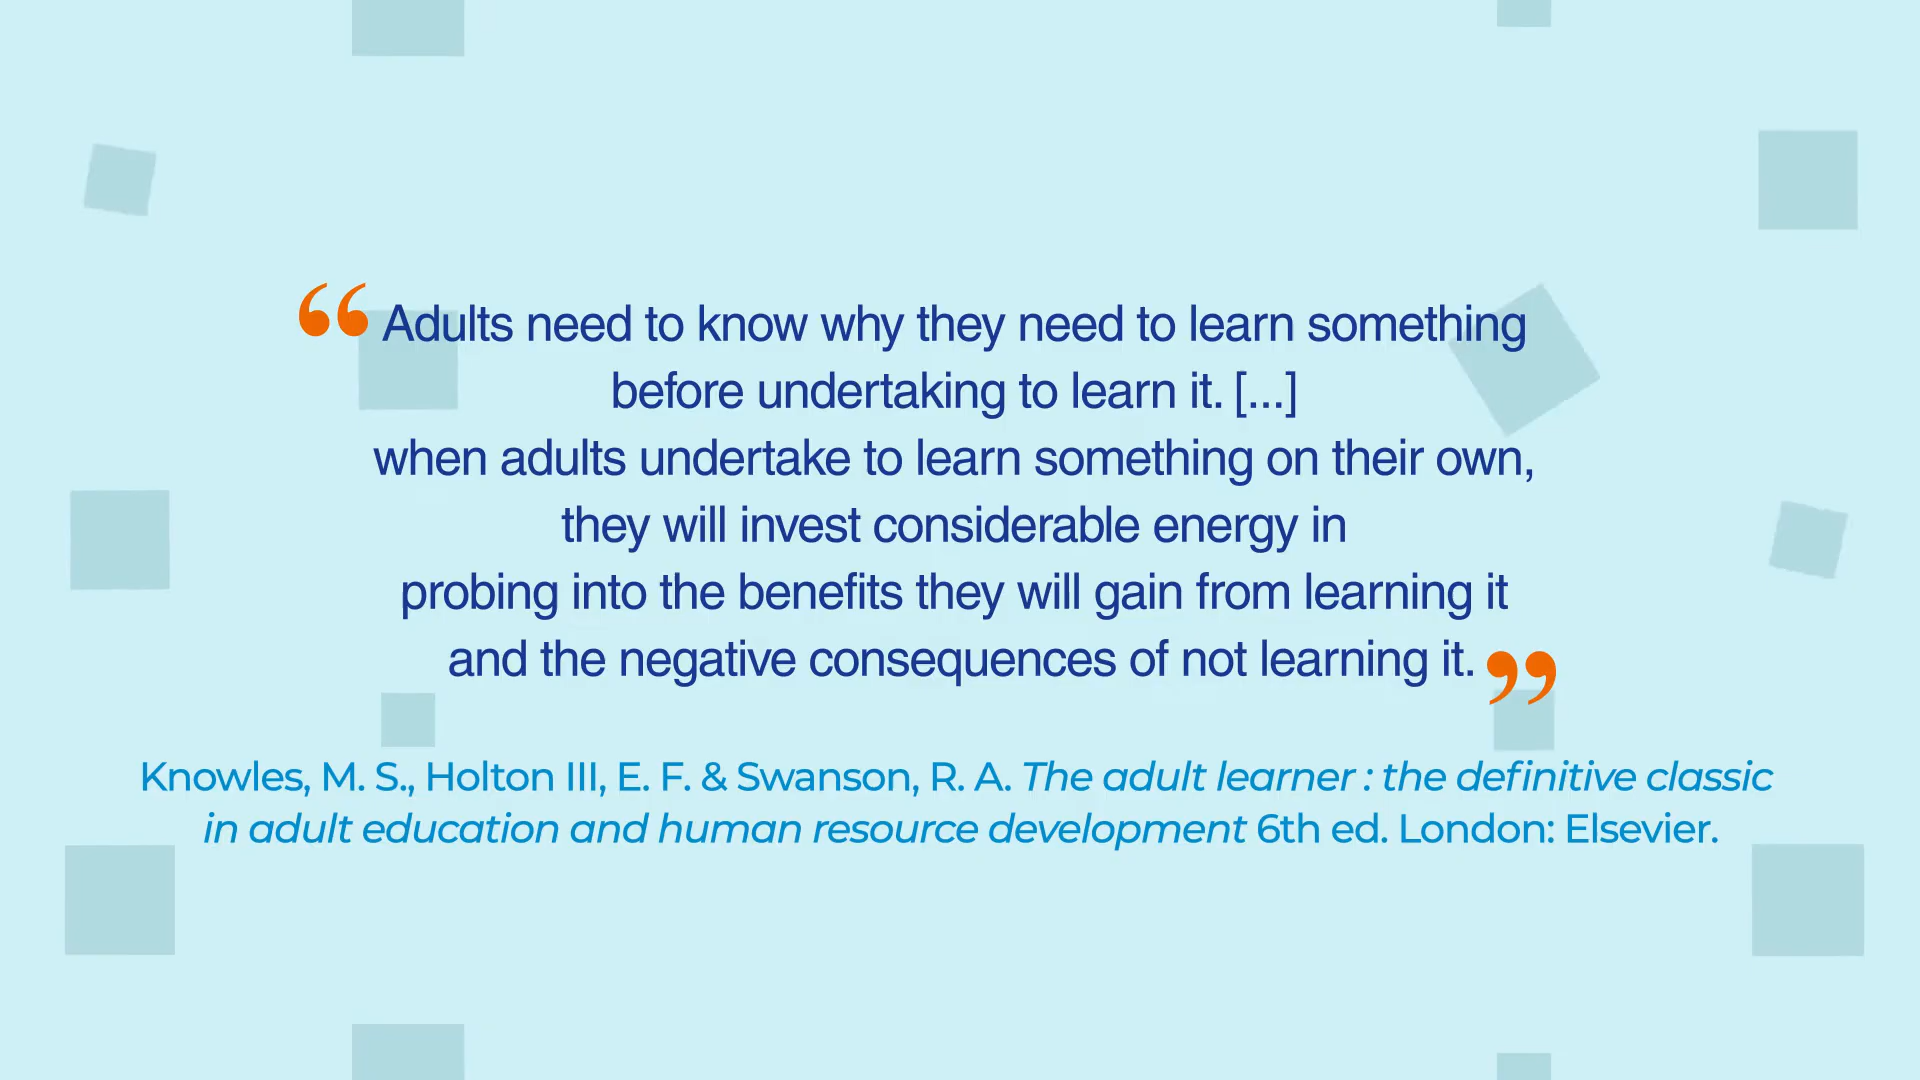 “Adults need to know why they need to learn something
before undertaking to learn it. [...]
when adults undertake to learn something on their own,
they will invest considerable energy in
probing into the benefits they will gain from learning it
and the negative consequences of not learning it.”
Knowles, M. S., Holton III, E. F. & Swanson, R. A. The adult learner : the definitive classic
in adult education and human resource development 6th ed. London: Elsevier.